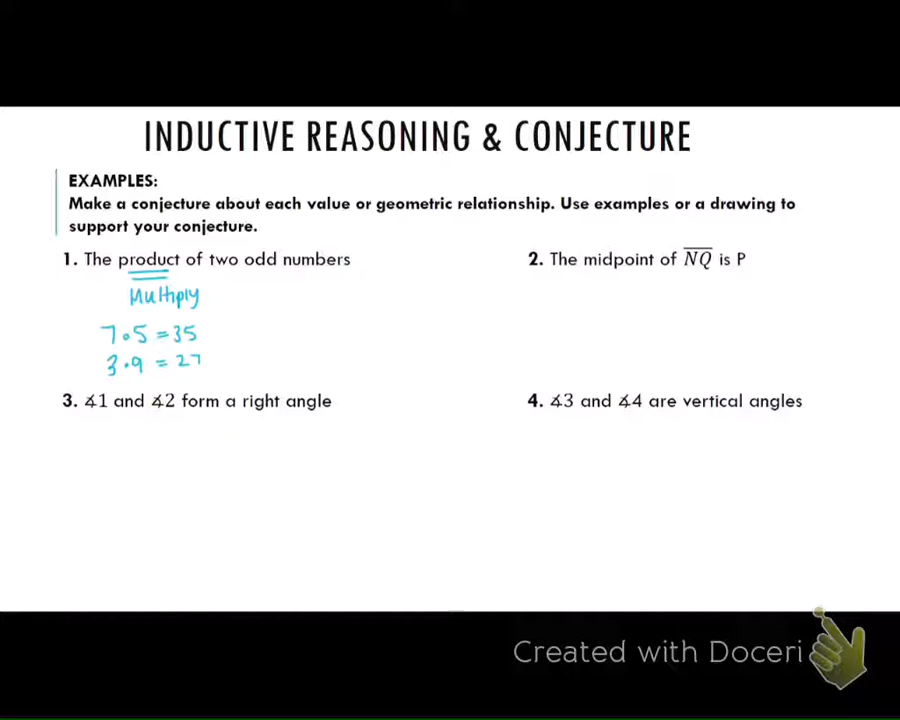 INDUCTIVE REASONING & CONJECTURE
EXAMPLES:
Make a conjecture about each value or geometric relationship. Use examples or a drawing to
support your conjecture.
1. The product of two odd numbers
Multiply
7·5=35
3·9=27
2. The midpoint of N̅Q̅ is P
3. ∡1 and ∡2 form a right angle
4. ∡3 and ∡4 are vertical angles
Created with Doceri